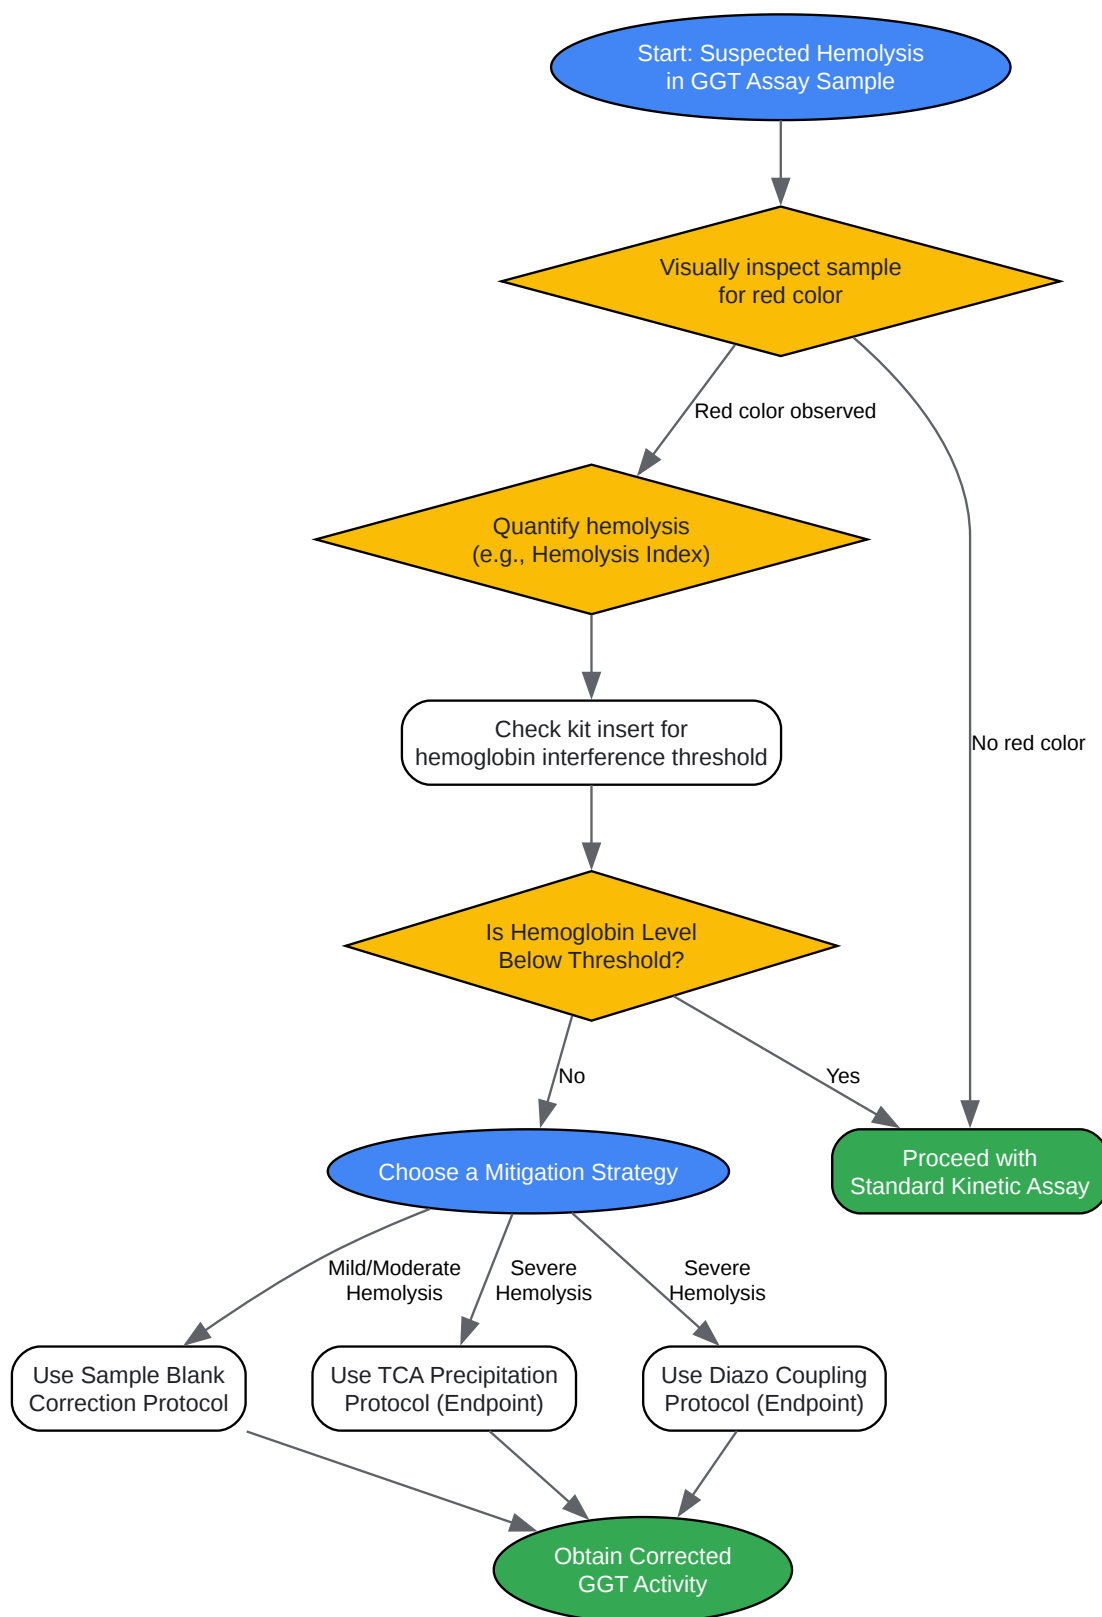 Start: Suspected Hemolysis
in GGT Assay Sample
Visually inspect sample
for red color
Red color observed
Quantify hemolysis
(e.g., Hemolysis Index)
Check kit insert for
hemoglobin interference threshold
No red color
Is Hemoglobin Level
Below Threshold?
No
Yes
Choose a Mitigation Strategy
Proceed with
Standard Kinetic Assay
Mild/Moderate
Hemolysis
Severe
Hemolysis
Severe
Hemolysis
Use Sample Blank
Correction Protocol
Use TCA Precipitation
Protocol (Endpoint)
Use Diazo Coupling
Protocol (Endpoint)
Obtain Corrected
GGT Activity